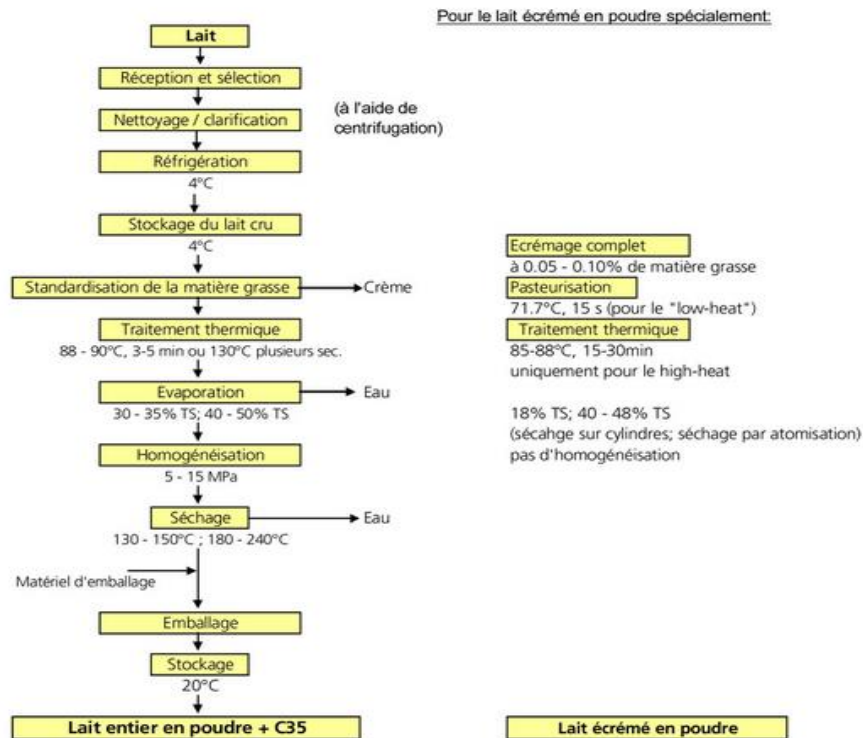 Pour le lait écrémé en poudre spécialement:
Lait
Réception et sélection
Nettoyage / clarification
(à l'aide de
centrifugation)
Réfrigération
4°C
Stockage du lait cru
4°C
Standardisation de la matière grasse
Crème
Traitement thermique
88 - 90°C, 3-5 min ou 130°C plusieurs sec.
Evaporation
Eau
30 - 35% TS; 40 - 50% TS
Homogénéisation
5 - 15 MPa
Séchage
Eau
130 - 150°C ; 180 - 240°C
Matériel d'emballage
Emballage
Stockage
20°C
Lait entier en poudre + C35
Ecrémage complet
à 0.05 - 0.10% de matière grasse
Pasteurisation
71.7°C, 15 s (pour le "low-heat")
Traitement thermique
85-88°C, 15-30min
uniquement pour le high-heat
18% TS; 40 - 48% TS
(sécahge sur cylindres; séchage par atomisation)
pas d'homogénéisation
Lait écrémé en poudre